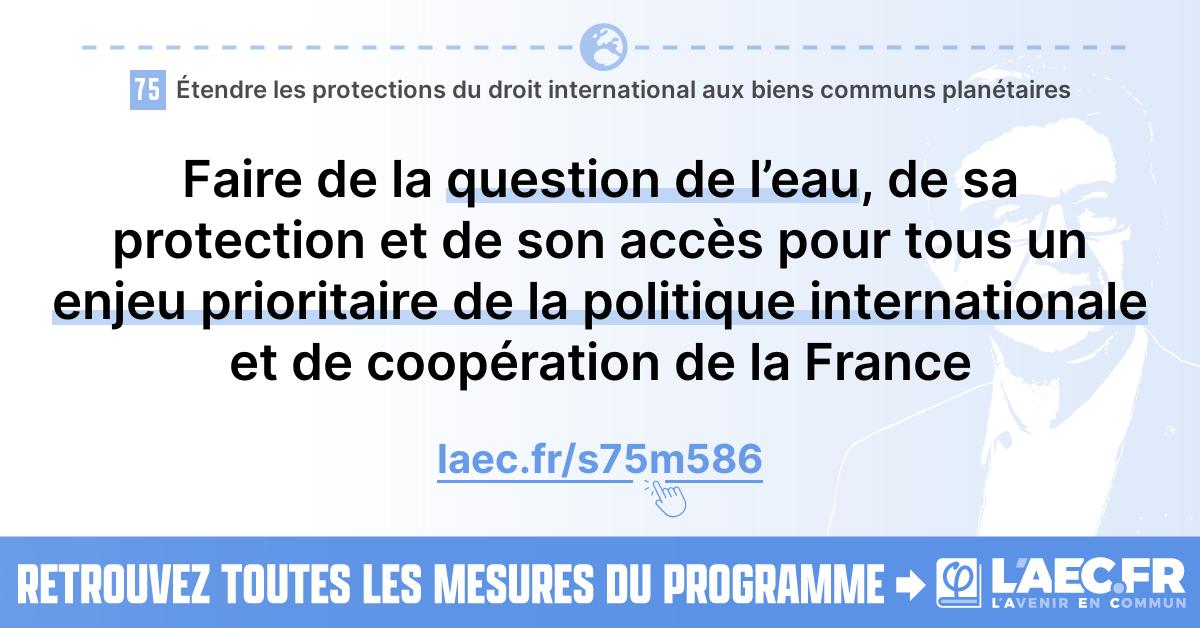 75 Étendre les protections du droit international aux biens communs planétaires
Faire de la question de l’eau, de sa
protection et de son accès pour tous un
enjeu prioritaire de la politique internationale
et de coopération de la France
laec.fr/s75m586
RETROUVEZ TOUTES LES MESURES DU PROGRAMME
φ L'AEC.FR
L'AVENIR EN COMMUN